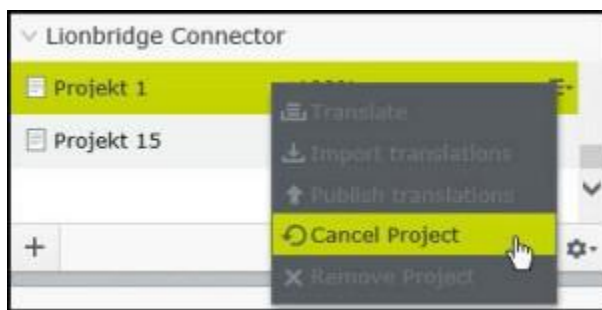 Lionbridge Connector
Projekt 1
Translate
Projekt 15
Import translations
Publish translations
+
Cancel Project
Remove Project